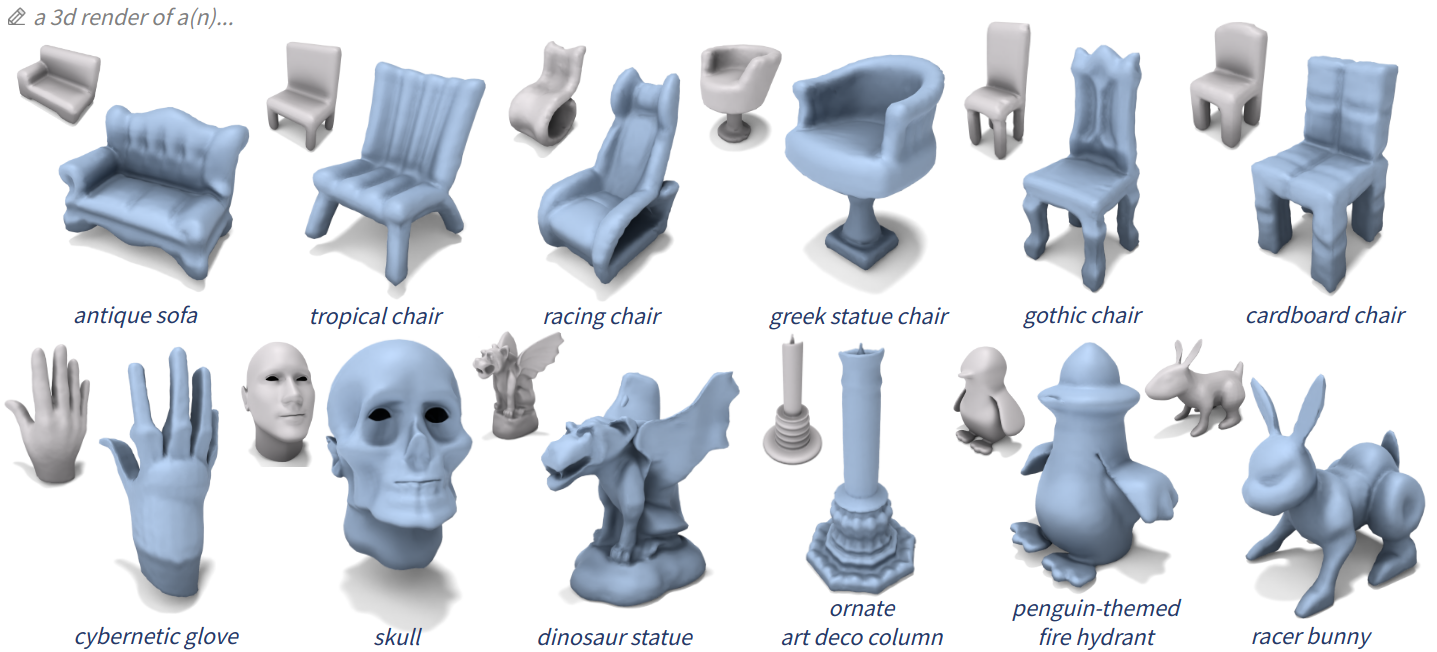 a 3d render of a(n)...
antique sofa
tropical chair
racing chair
greek statue chair
gothic chair
cardboard chair
cybernetic glove
skull
dinosaur statue
ornate
art deco column
penguin-themed
fire hydrant
racer bunny